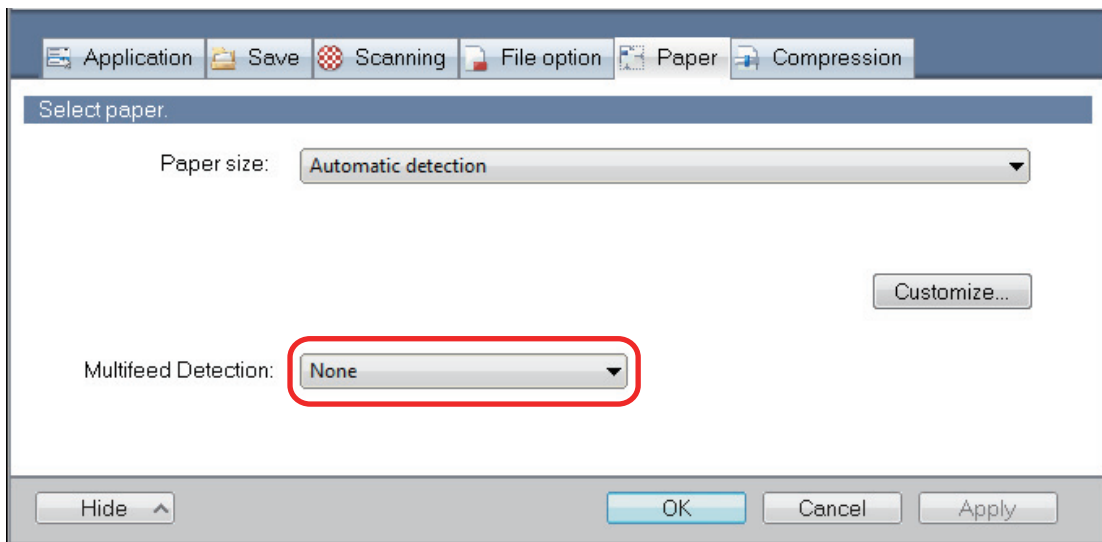 Application Save Scanning File option Paper Compression
Select paper.
Paper size: Automatic detection
Customize...
Multifeed Detection: None
Hide OK Cancel Apply